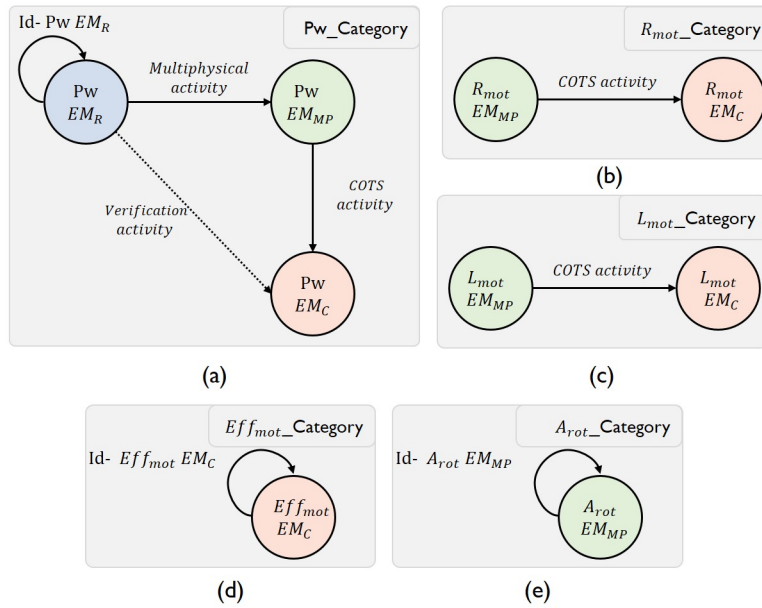 Id- Pw EM_R
Pw_Category
Pw
EM_R
Multiphysical
activity
Pw
EM_MP
COTS
activity
Verification
activity
Pw
EM_C
(a)
R_mot_Category
R_mot
EM_MP
COTS activity
R_mot
EM_C
(b)
L_mot_Category
L_mot
EM_MP
COTS activity
L_mot
EM_C
(c)
Eff_mot_Category
Id- Eff_mot EM_C
Eff_mot
EM_C
(d)
A_rot_Category
Id- A_rot EM_MP
A_rot
EM_MP
(e)